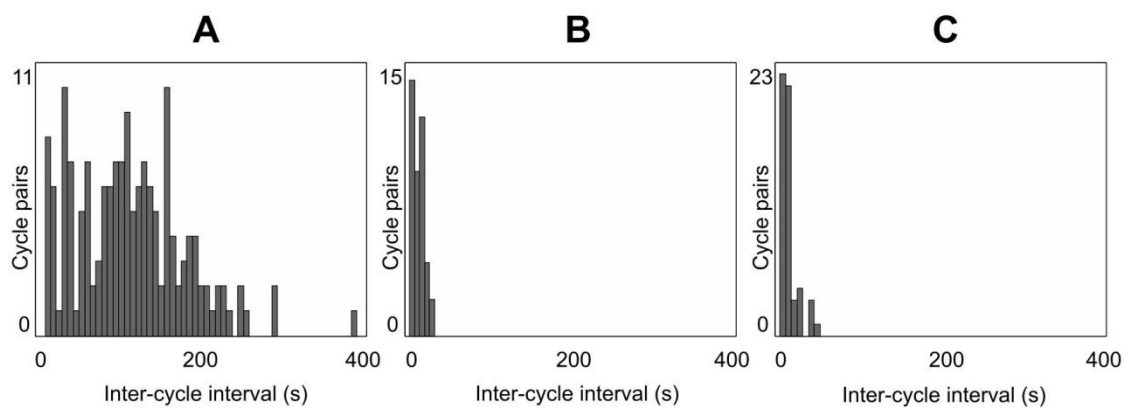 A
B
C
11
Cycle pairs
0
0
200
400
Inter-cycle interval (s)
15
Cycle pairs
0
0
200
400
Inter-cycle interval (s)
23
Cycle pairs
0
0
200
400
Inter-cycle interval (s)